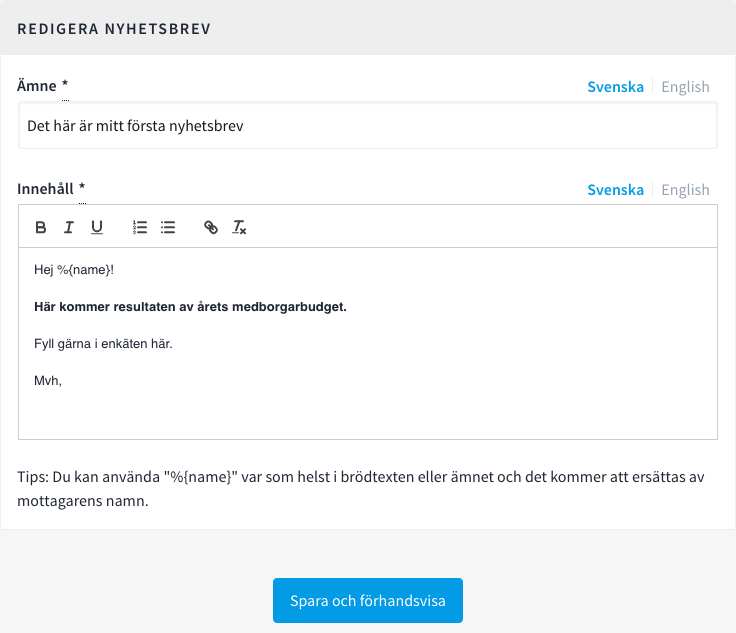 REDIGERA NYHETSBREV
Ämne *
Svenska English
Det här är mitt första nyhetsbrev
Innehåll *
Svenska English
Hej %{name}!
Här kommer resultaten av årets medborgarbudget.
Fyll gärna i enkäten här.
Mvh,
Tips: Du kan använda "%{name}" var som helst i brödtexten eller ämnet och det kommer att ersättas av
mottagarens namn.
Spara och förhandsvisa